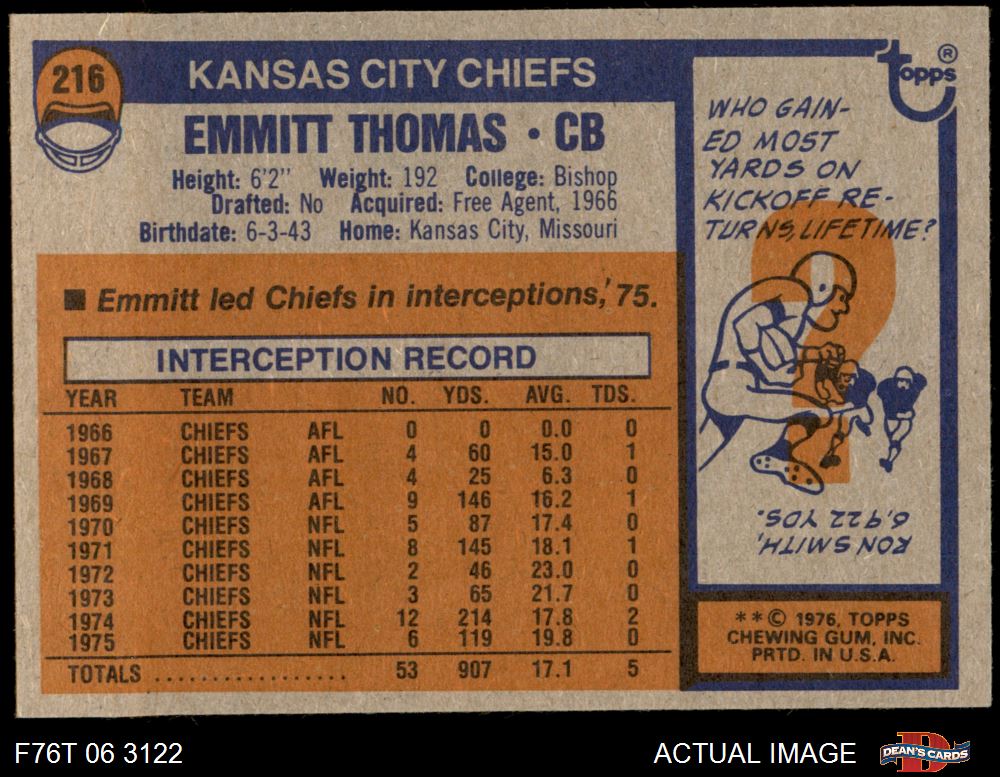 216
KANSAS CITY CHIEFS
EMMITT THOMAS • CB
Height: 6'2" Weight: 192 College: Bishop
Drafted: No Acquired: Free Agent, 1966
Birthdate: 6-3-43 Home: Kansas City, Missouri
■ Emmitt led Chiefs in interceptions,'75.
INTERCEPTION RECORD
YEAR TEAM NO. YDS. AVG. TDS.
1966 CHIEFS AFL 0 0 0.0 0
1967 CHIEFS AFL 4 60 15.0 1
1968 CHIEFS AFL 4 25 6.3 0
1969 CHIEFS AFL 9 146 16.2 1
1970 CHIEFS NFL 5 87 17.4 0
1971 CHIEFS NFL 8 145 18.1 1
1972 CHIEFS NFL 2 46 23.0 0
1973 CHIEFS NFL 3 65 21.7 0
1974 CHIEFS NFL 12 214 17.8 2
1975 CHIEFS NFL 6 119 19.8 0
TOTALS .................. 53 907 17.1 5
topps®
WHO GAIN-
ED MOST
YARDS ON
KICKOFF RE-
TURNS, LIFETIME?
?
RON SMITH,
6,922 YDS.
**© 1976, TOPPS
CHEWING GUM, INC.
PRTD. IN U.S.A.
F76T 06 3122
ACTUAL IMAGE
DEAN'S CARDS